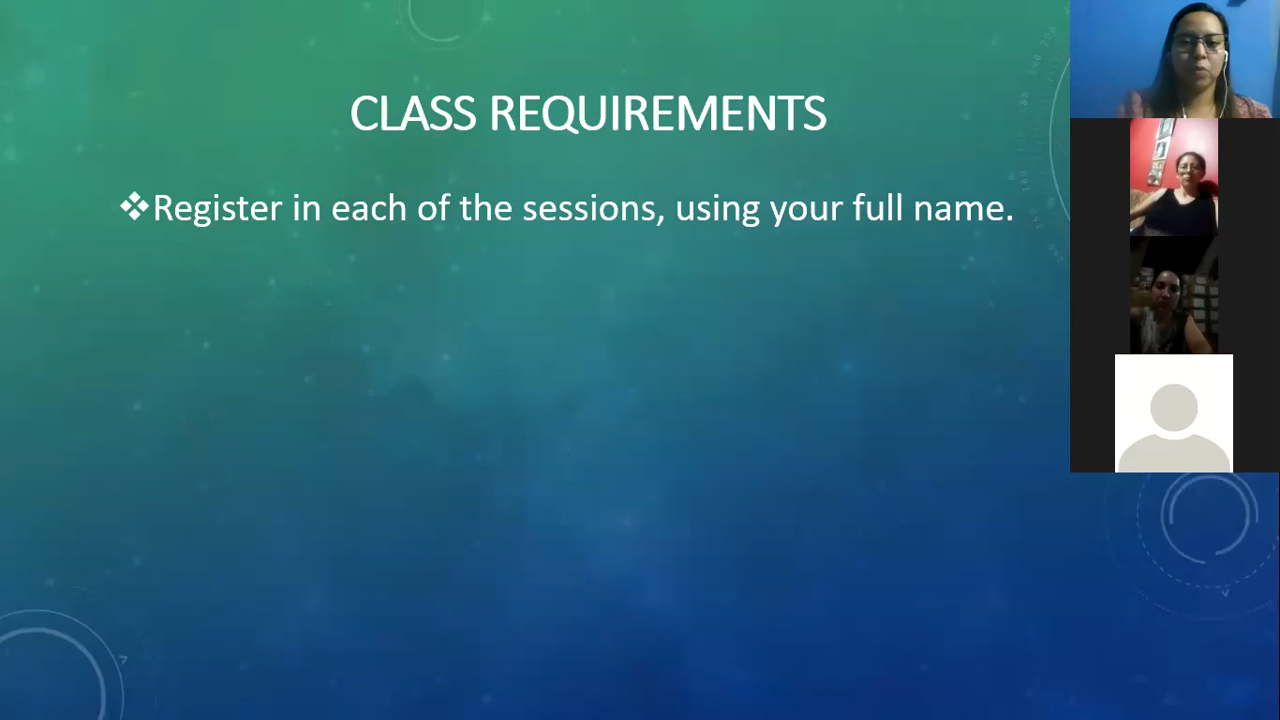 CLASS REQUIREMENTS
❖Register in each of the sessions, using your full name.